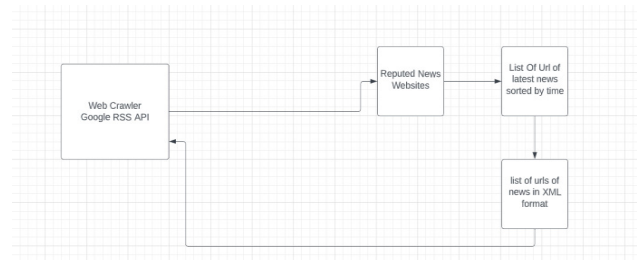 Web Crawler
Google RSS API
Reputed News
Websites
List Of Url of
latest news
sorted by time
list of urls of
news in XML
format